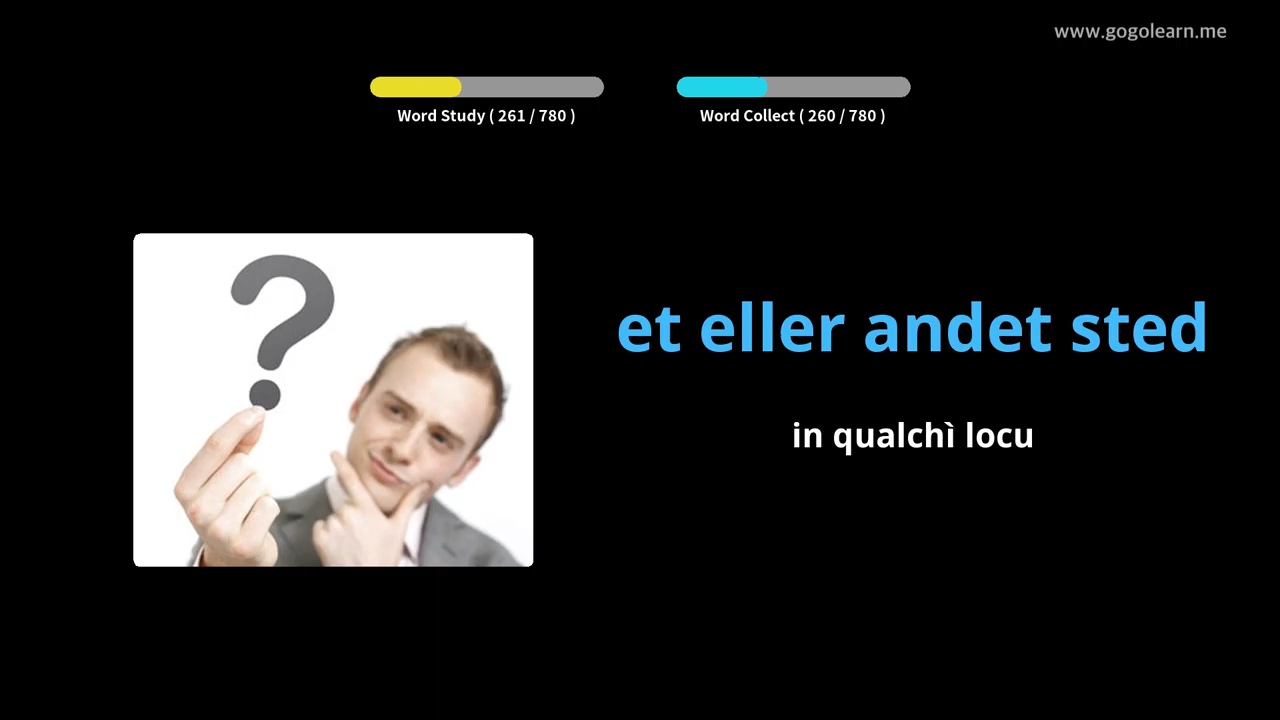 www.gogolearn.me
Word Study ( 261 / 780 )
Word Collect ( 260 / 780 )
et eller andet sted
in qualchì locu